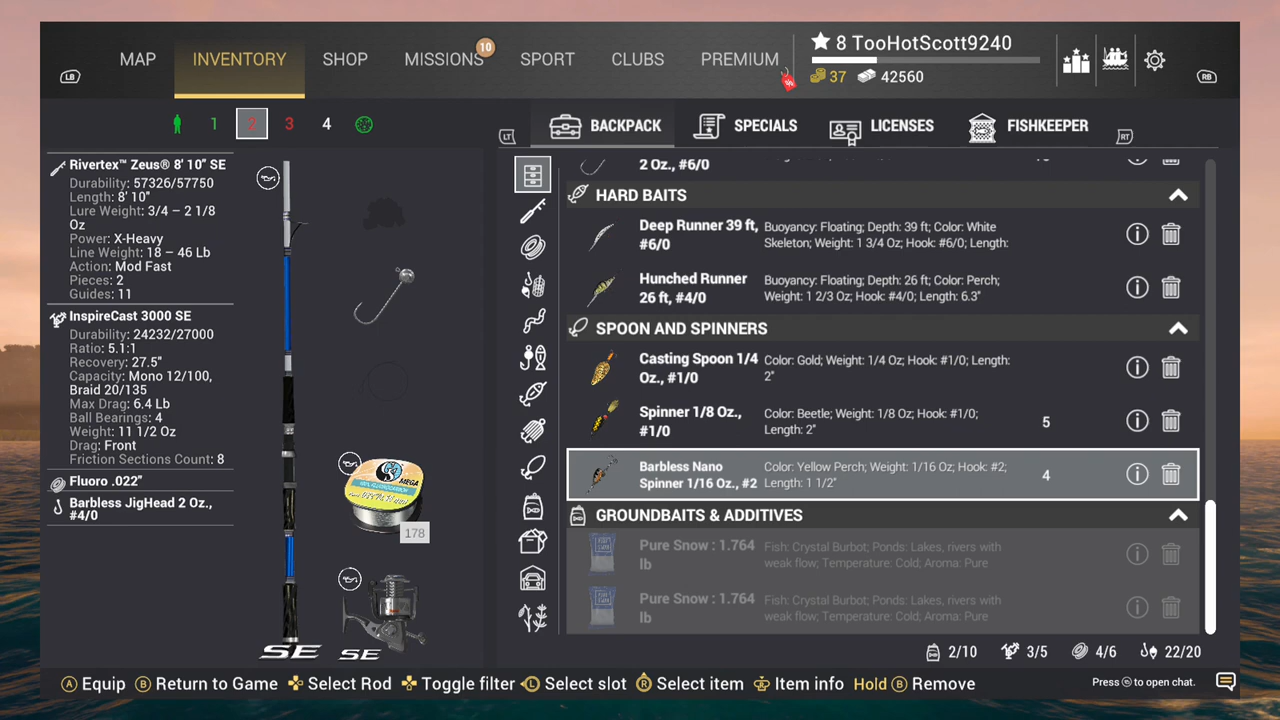 MAP
INVENTORY
SHOP
MISSIONS
10
SPORT
CLUBS
PREMIUM
8 TooHotScott9240
37
42560
LB
RB
1
2
3
4
LT
BACKPACK
SPECIALS
LICENSES
FISHKEEPER
RT
Rivertex™ Zeus® 8' 10" SE
Durability: 57326/57750
Length: 8' 10"
Lure Weight: 3/4 – 2 1/8
Oz
Power: X-Heavy
Line Weight: 18 – 46 Lb
Action: Mod Fast
Pieces: 2
Guides: 11
InspireCast 3000 SE
Durability: 24232/27000
Ratio: 5.1:1
Recovery: 27.5"
Capacity: Mono 12/100,
Braid 20/135
Max Drag: 6.4 Lb
Ball Bearings: 4
Weight: 11 1/2 Oz
Drag: Front
Friction Sections Count: 8
Fluoro .022"
Barbless JigHead 2 Oz.,
#4/0
MEGA
178
SE
SE
2 Oz., #6/0
HARD BAITS
Deep Runner 39 ft,
#6/0
Buoyancy: Floating; Depth: 39 ft; Color: White
Skeleton; Weight: 1 3/4 Oz; Hook: #6/0; Length:
Hunched Runner
26 ft, #4/0
Buoyancy: Floating; Depth: 26 ft; Color: Perch;
Weight: 1 2/3 Oz; Hook: #4/0; Length: 6.3"
SPOON AND SPINNERS
Casting Spoon 1/4
Oz., #1/0
Color: Gold; Weight: 1/4 Oz; Hook: #1/0; Length:
2"
Spinner 1/8 Oz.,
#1/0
Color: Beetle; Weight: 1/8 Oz; Hook: #1/0;
Length: 2"
5
Barbless Nano
Spinner 1/16 Oz., #2
Color: Yellow Perch; Weight: 1/16 Oz; Hook: #2;
Length: 1 1/2"
4
GROUNDBAITS & ADDITIVES
Pure Snow : 1.764
lb
Fish: Crystal Burbot; Ponds: Lakes, rivers with
weak flow; Temperature: Cold; Aroma: Pure
Pure Snow : 1.764
lb
Fish: Crystal Burbot; Ponds: Lakes, rivers with
weak flow; Temperature: Cold; Aroma: Pure
2/10
3/5
4/6
22/20
A Equip
B Return to Game
Select Rod
Toggle filter
L Select slot
R Select item
Item info
Hold B Remove
Press to open chat.